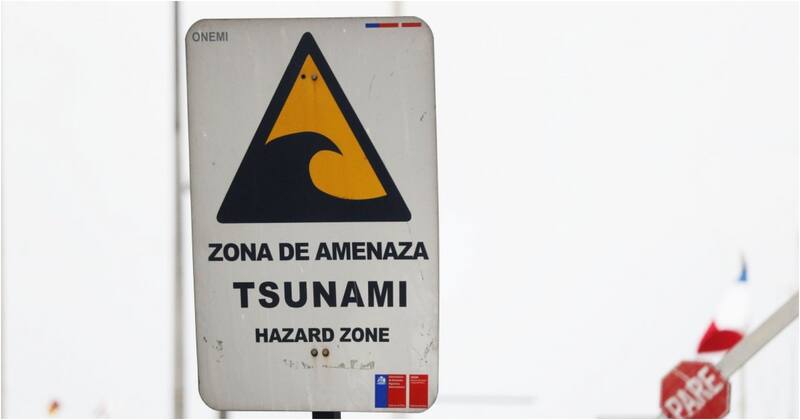 ONEMI
ZONA DE AMENAZA
TSUNAMI
HAZARD ZONE
PARE